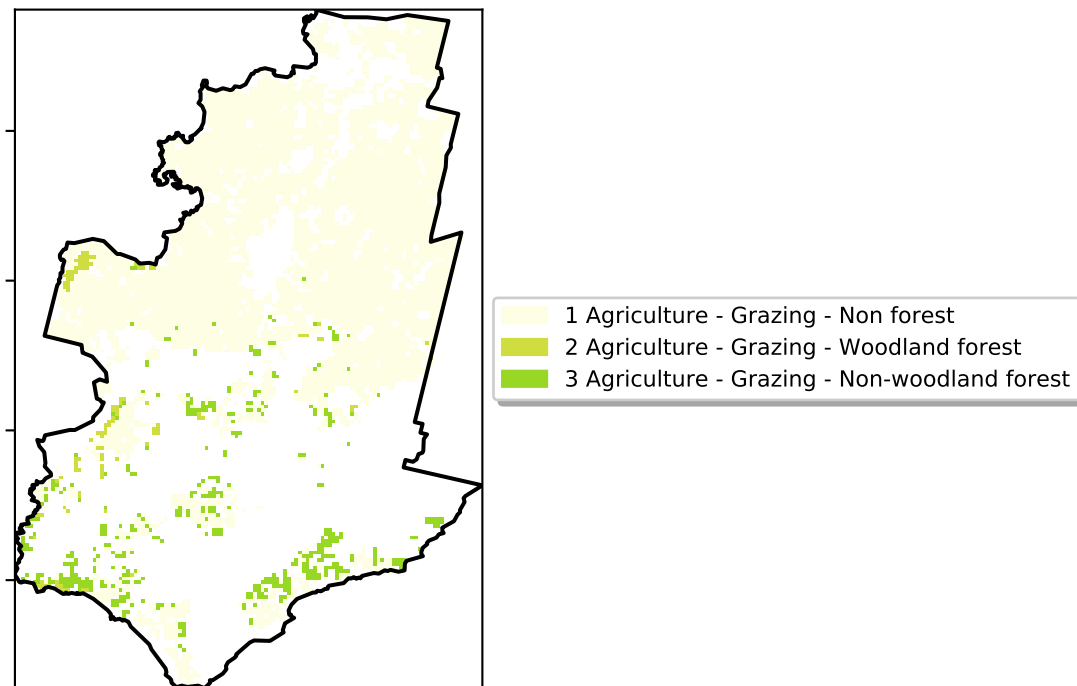 1 Agriculture - Grazing - Non forest
2 Agriculture - Grazing - Woodland forest
3 Agriculture - Grazing - Non-woodland forest